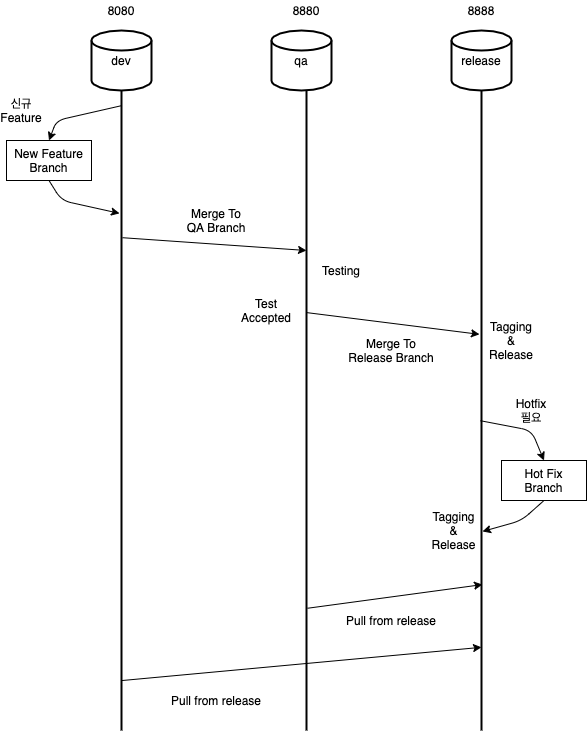 8080
8880
8888
dev
qa
release
신규
Feature
New Feature
Branch
Merge To
QA Branch
Testing
Test
Accepted
Merge To
Release Branch
Tagging
&
Release
Hotfix
필요
Hot Fix
Branch
Tagging
&
Release
Pull from release
Pull from release